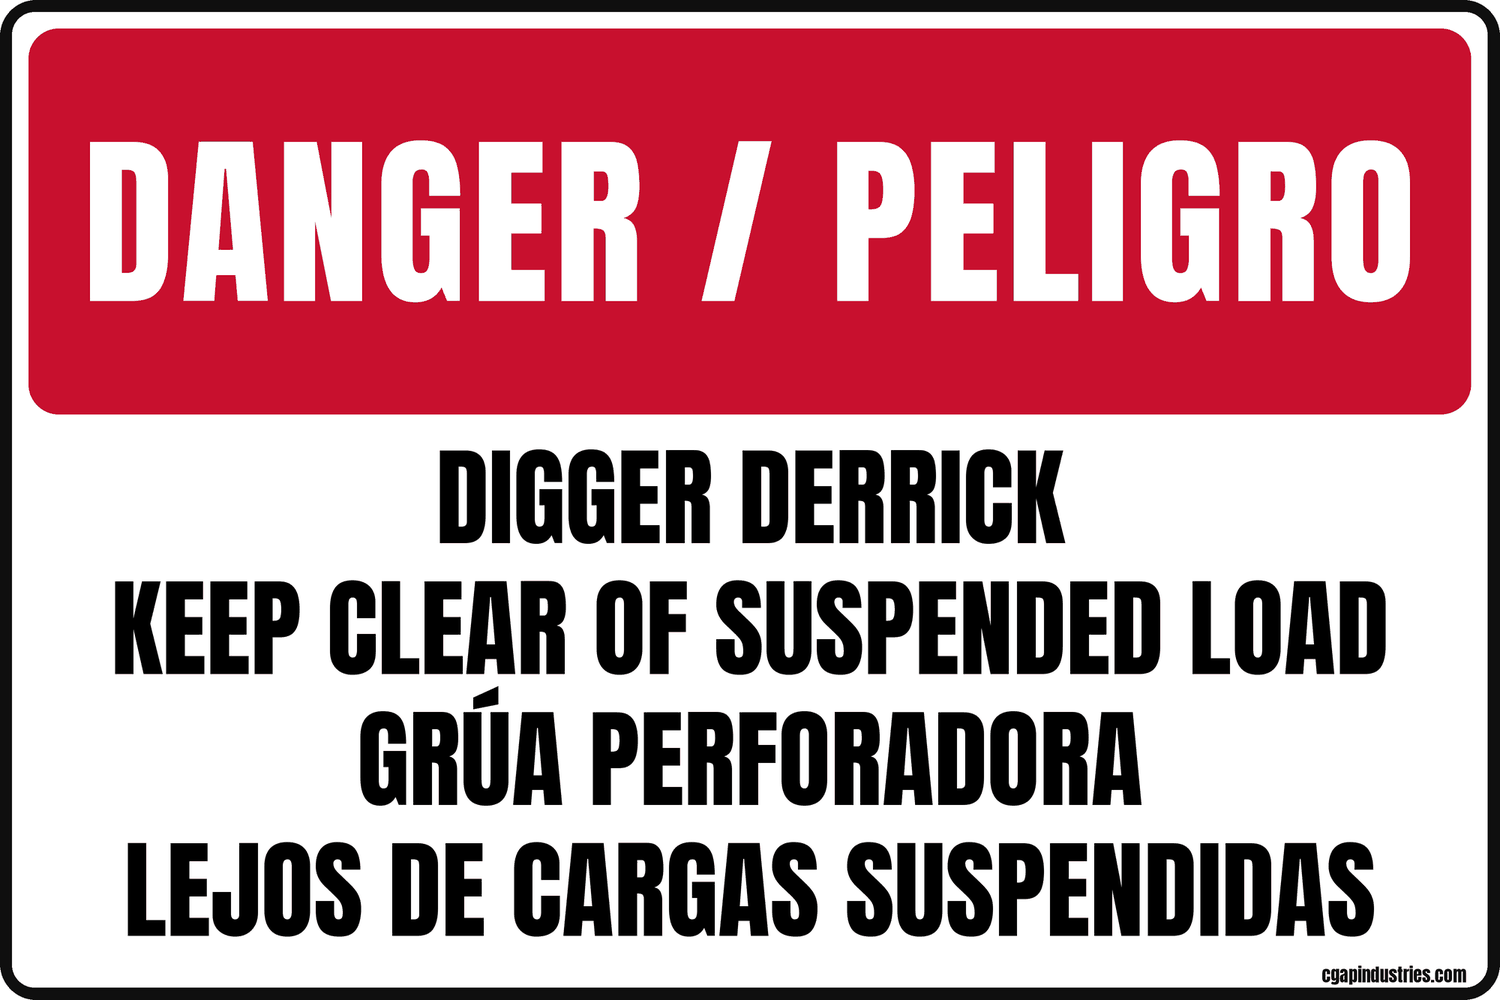 DANGER / PELIGRO
DIGGER DERRICK
KEEP CLEAR OF SUSPENDED LOAD
GRÚA PERFORADORA
LEJOS DE CARGAS SUSPENDIDAS
cgapindustries.com